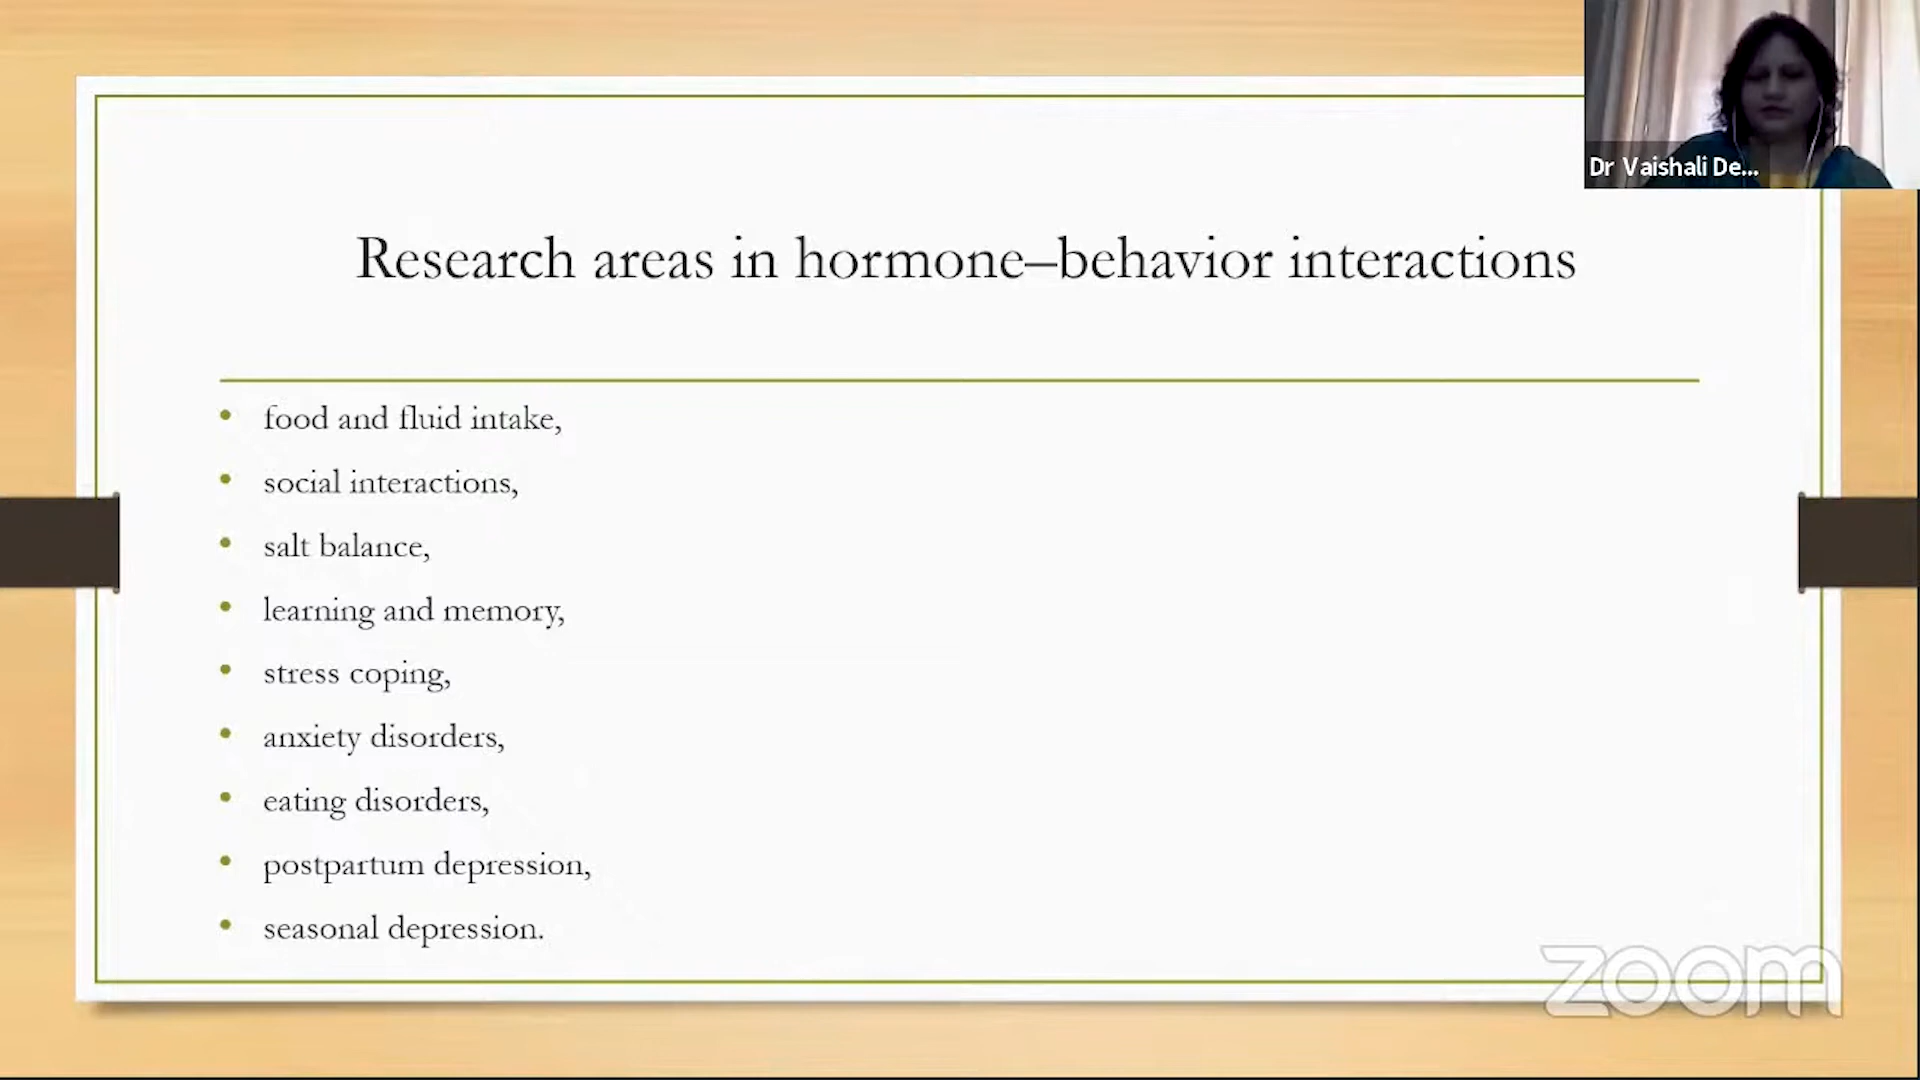 Dr Vaishali De...
Research areas in hormone–behavior interactions
• food and fluid intake,
• social interactions,
• salt balance,
• learning and memory,
• stress coping,
• anxiety disorders,
• eating disorders,
• postpartum depression,
• seasonal depression.
zoom